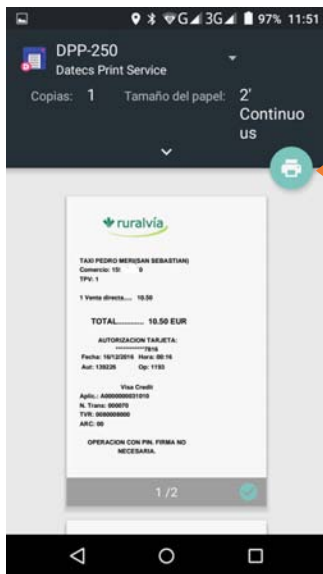 G 3G 97% 11:51
DPP-250
Datecs Print Service
Copias: 1 Tamaño del papel: 2'
Continuo
us
ruralvía
TAXI PEDRO MERI(SAN SEBASTIAN)
Comercio: 15! 0
TPV: 1
1 Venta directa..... 10.50
TOTAL............. 10.50 EUR
AUTORIZACION TARJETA:
************7816
Fecha: 16/12/2016 Hora: 00:16
Aut: 139226 Op: 1193
Visa Credit
Aplic.: A0000000031010
N. Trans: 000070
TVR: 0080008000
ARC: 00
OPERACION CON PIN. FIRMA NO
NECESARIA.
1 /2